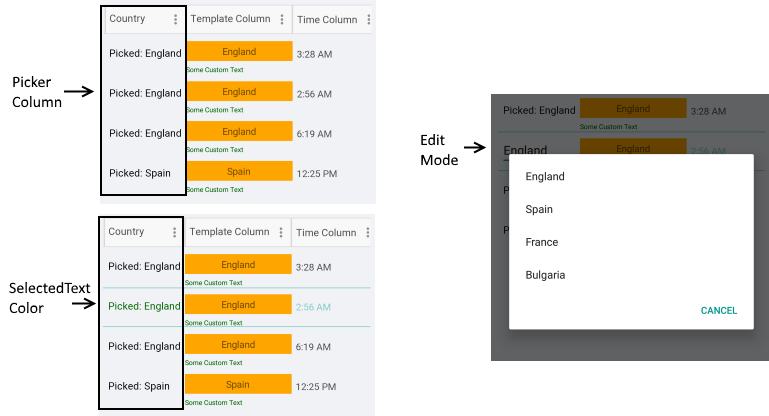 Country Template Column Time Column
Picked: England England 3:28 AM
Some Custom Text
Picked: England England 2:56 AM
Some Custom Text
Picked: England England 6:19 AM
Some Custom Text
Picked: Spain Spain 12:25 PM
Some Custom Text
Picker
Column
Country Template Column Time Column
Picked: England England 3:28 AM
Some Custom Text
Picked: England England 2:56 AM
Some Custom Text
Picked: England England 6:19 AM
Some Custom Text
Picked: Spain Spain 12:25 PM
Some Custom Text
SelectedText
Color
Edit
Mode
Picked: England England 3:28 AM
Some Custom Text
England England 2:56 AM
P
P
England
Spain
France
Bulgaria
CANCEL